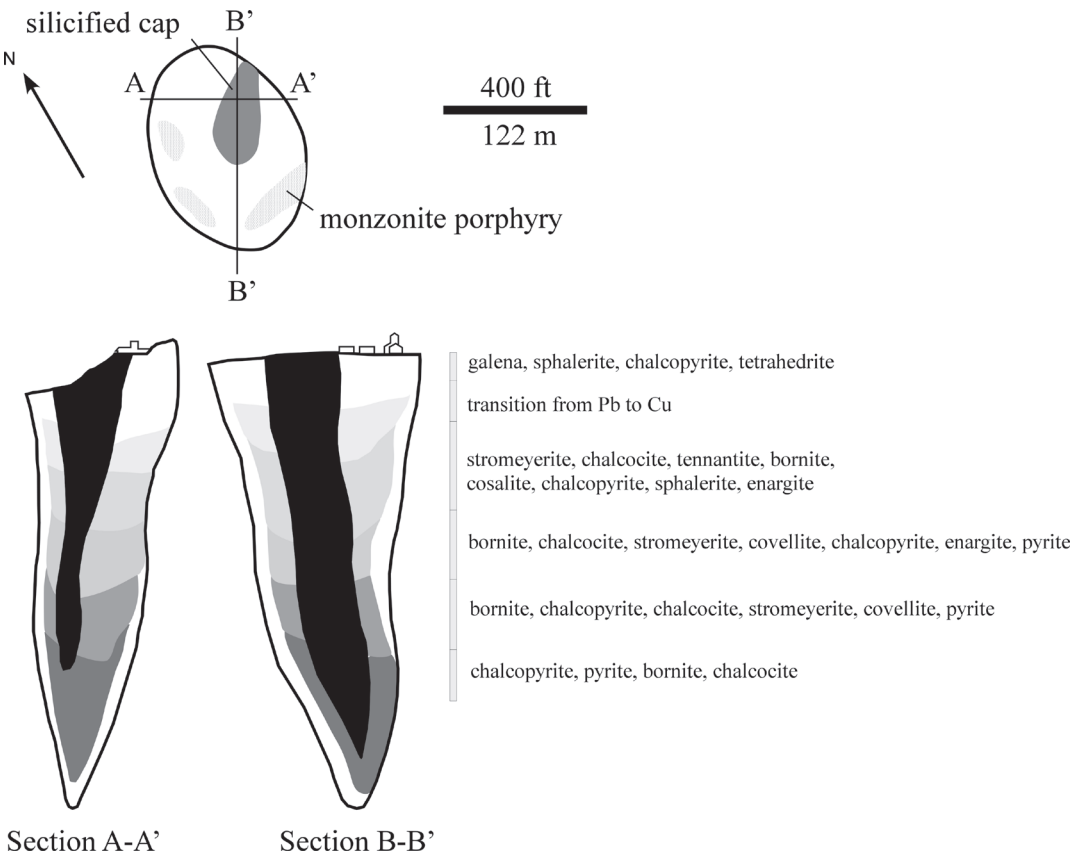 silicified cap
B’
N
A
A’
400 ft
122 m
monzonite porphyry
B’
galena, sphalerite, chalcopyrite, tetrahedrite
transition from Pb to Cu
stromeyerite, chalcocite, tennantite, bornite,
cosalite, chalcopyrite, sphalerite, enargite
bornite, chalcocite, stromeyerite, covellite, chalcopyrite, enargite, pyrite
bornite, chalcopyrite, chalcocite, stromeyerite, covellite, pyrite
chalcopyrite, pyrite, bornite, chalcocite
Section A-A’
Section B-B’